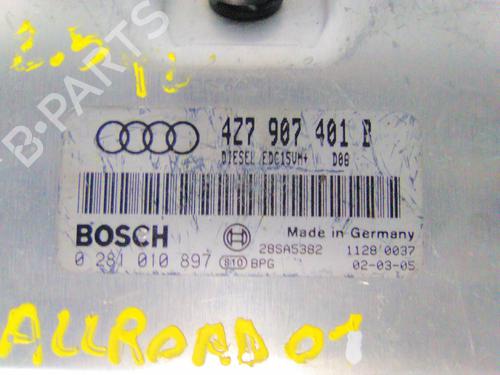 2.5
B-PARTS
4Z7 907 401
DIESEL EDC15VM+ D08
BOSCH
Made in Germany
28SA5382 1128 0037
0 281 010 897 810 BPG 02-03-05
ALLROAD 01